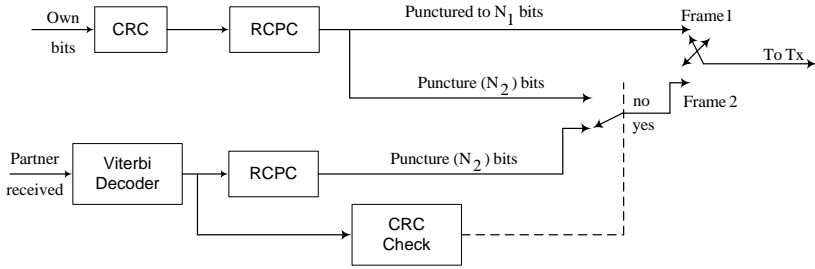 Own
bits
CRC
RCPC
Punctured to N1 bits
Frame 1
To Tx
Puncture (N2) bits
no
yes
Frame 2
Partner
received
Viterbi
Decoder
RCPC
Puncture (N2) bits
CRC
Check